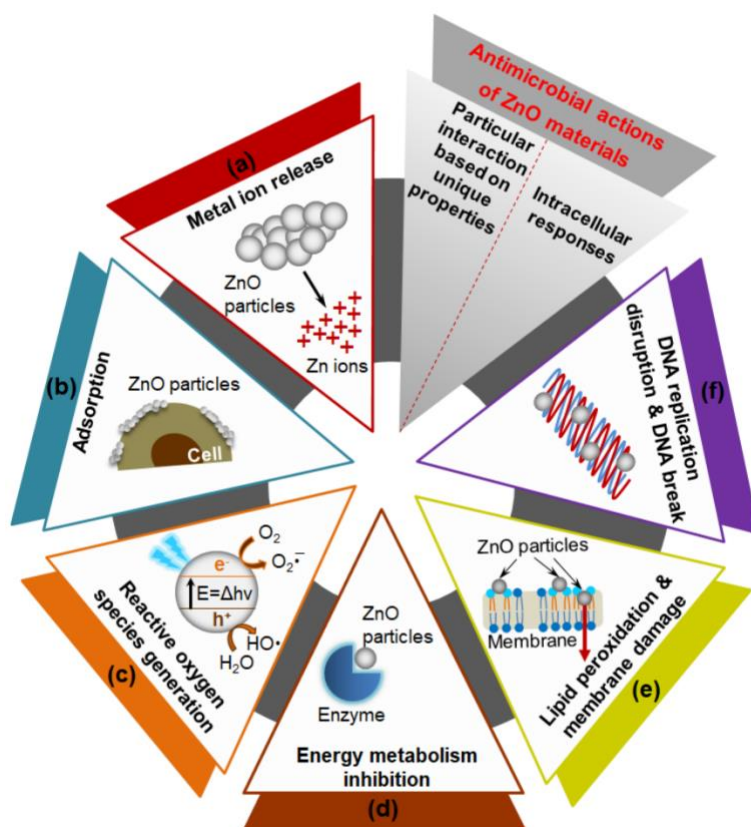 Antimicrobial actions
of ZnO materials
Particular
interaction
based on
unique
properties
Intracellular
responses
(a)
Metal ion release
ZnO
particles
Zn ions
(b)
Adsorption
ZnO particles
Cell
(c)
Reactive oxygen
species generation
O2
e-
O2•−
E=Δhv
h+
HO•
H2O
(d)
ZnO
particles
Enzyme
Energy metabolism
inhibition
(e)
ZnO particles
Membrane
Lipid peroxidation &
membrane damage
(f)
DNA replication
disruption & DNA break